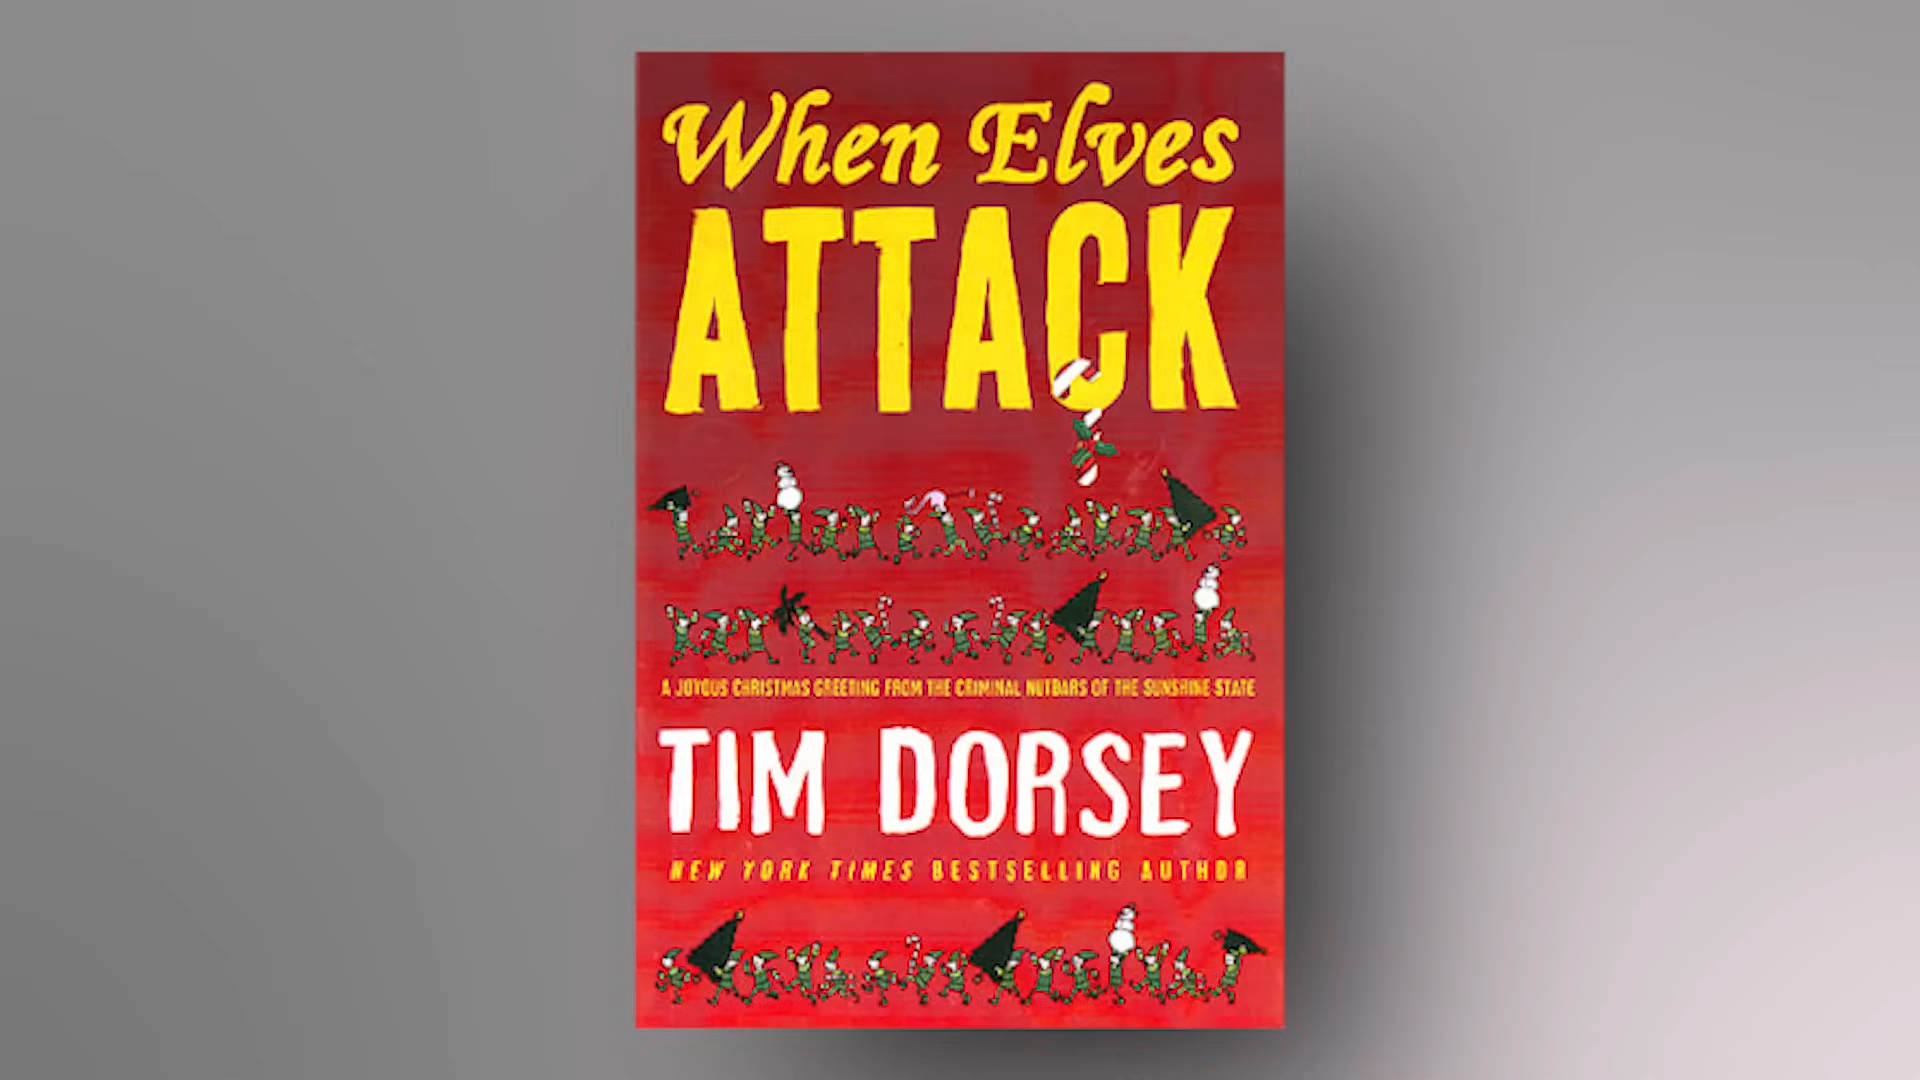 When Elves
ATTACK
A JOYOUS CHRISTMAS GREETING FROM THE CRIMINAL NUTBARS OF THE SUNSHINE STATE
TIM DORSEY
NEW YORK TIMES BESTSELLING AUTHOR